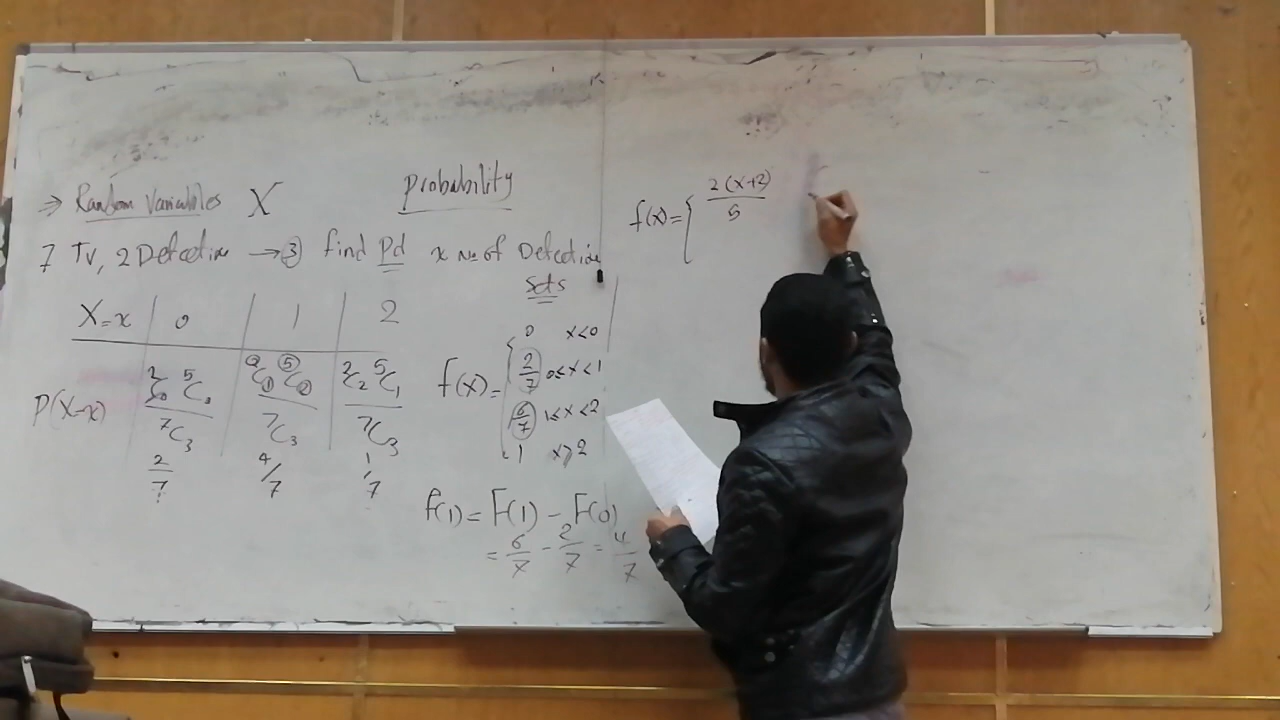 ⇒ Random Variables X
Probability
7 TV, 2 Defective → ③ find Pd x no of Defective
sets
X=x | 0 | 1 | 2
P(X=x) ²C₀ ⁵C₃ / ⁷C₃ ²C₁ ⁵C₂ / ⁷C₃ ²C₂ ⁵C₁ / ⁷C₃
2/7 4/7 1/7
f(x) = { 0 x<0
2/7 0≤x<1
6/7 1≤x<2
1 x≥2
f(1) = F(1) − F(0)
= 6/7 − 2/7 = 4/7
f(x) = { 2(x+2)/5